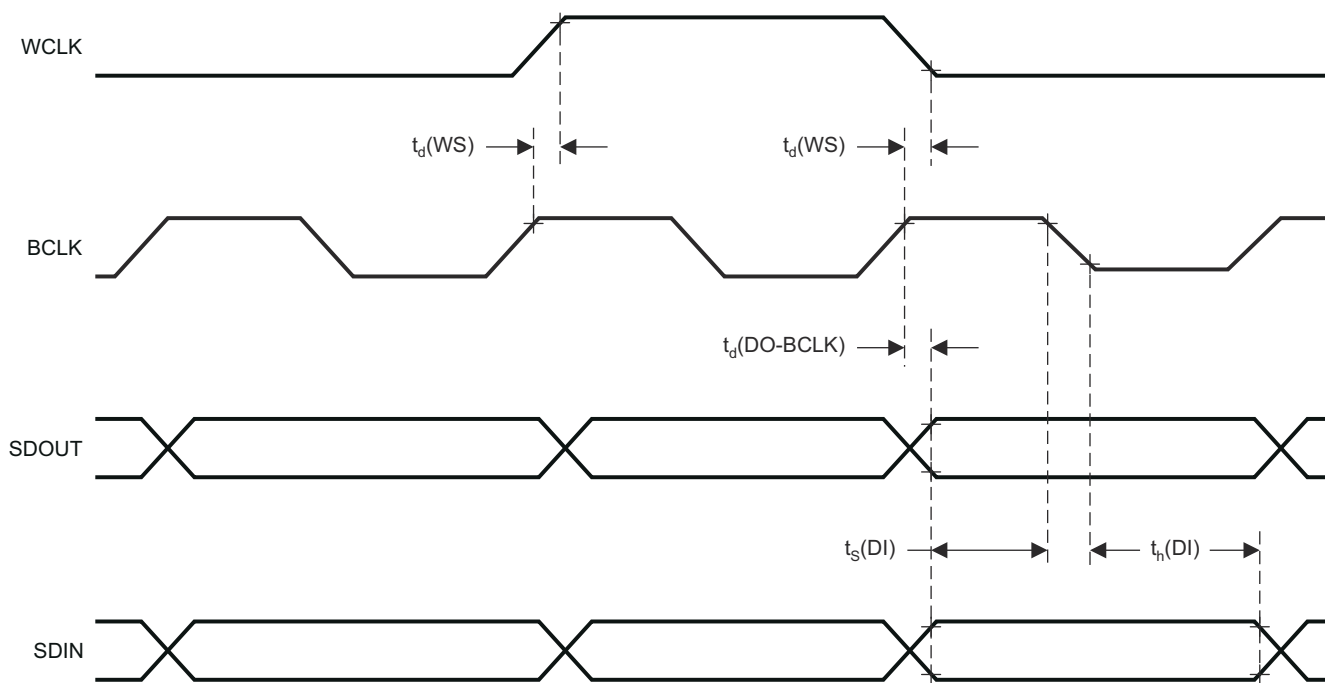 WCLK
t_d(WS)
t_d(WS)
BCLK
t_d(DO-BCLK)
SDOUT
t_S(DI)
t_h(DI)
SDIN